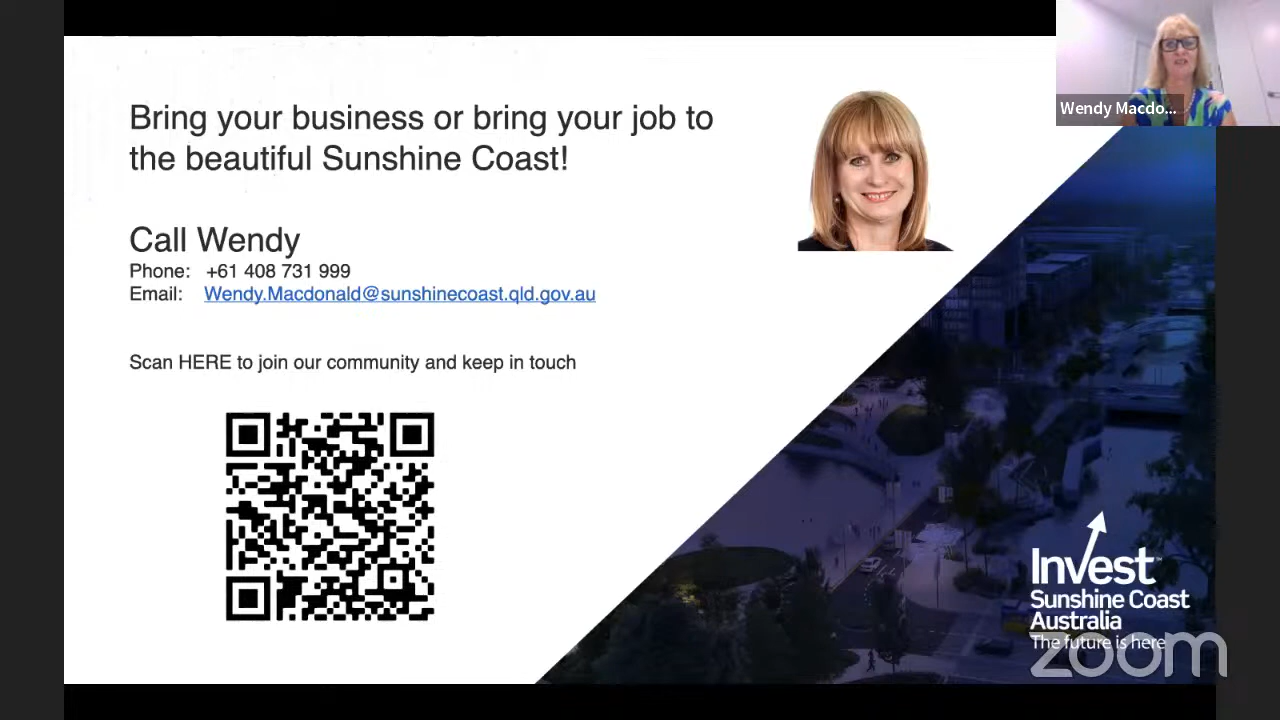 Bring your business or bring your job to
the beautiful Sunshine Coast!
Call Wendy
Phone: +61 408 731 999
Email: Wendy.Macdonald@sunshinecoast.qld.gov.au
Scan HERE to join our community and keep in touch
Wendy Macdo...
Invest
Sunshine Coast
Australia
The future is here
zoom